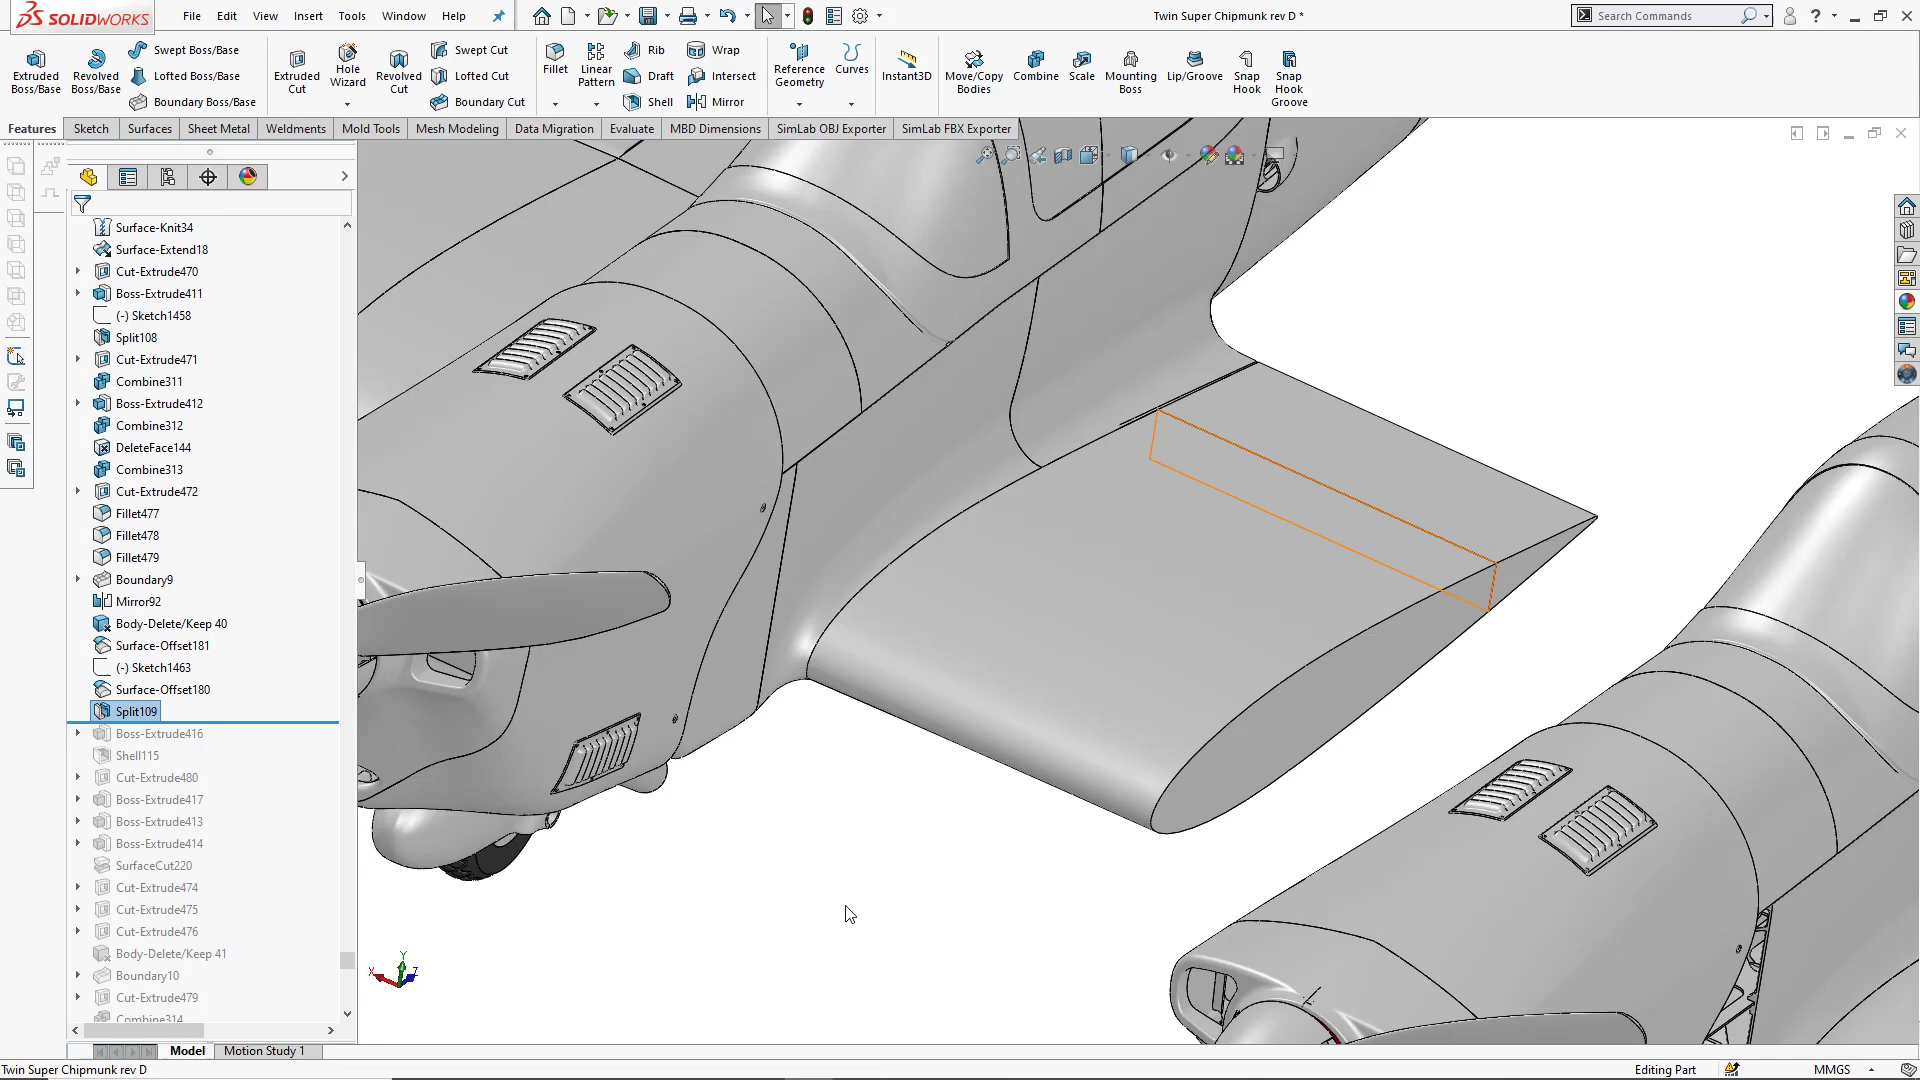 SOLIDWORKS
File Edit View Insert Tools Window Help
Twin Super Chipmunk rev D *
Search Commands
Extruded Boss/Base
Revolved Boss/Base
Swept Boss/Base
Lofted Boss/Base
Boundary Boss/Base
Extruded Cut
Hole Wizard
Revolved Cut
Swept Cut
Lofted Cut
Boundary Cut
Fillet
Linear Pattern
Rib
Draft
Shell
Wrap
Intersect
Mirror
Reference Geometry
Curves
Instant3D
Move/Copy Bodies
Combine
Scale
Mounting Boss
Lip/Groove
Snap Hook
Snap Hook Groove
Features Sketch Surfaces Sheet Metal Weldments Mold Tools Mesh Modeling Data Migration Evaluate MBD Dimensions SimLab OBJ Exporter SimLab FBX Exporter
Surface-Knit34
Surface-Extend18
Cut-Extrude470
Boss-Extrude411
(-) Sketch1458
Split108
Cut-Extrude471
Combine311
Boss-Extrude412
Combine312
DeleteFace144
Combine313
Cut-Extrude472
Fillet477
Fillet478
Fillet479
Boundary9
Mirror92
Body-Delete/Keep 40
Surface-Offset181
(-) Sketch1463
Surface-Offset180
Split109
Boss-Extrude416
Shell115
Cut-Extrude480
Boss-Extrude417
Boss-Extrude413
Boss-Extrude414
SurfaceCut220
Cut-Extrude474
Cut-Extrude475
Cut-Extrude476
Body-Delete/Keep 41
Boundary10
Cut-Extrude479
Combine314
X Y Z
Model Motion Study 1
Twin Super Chipmunk rev D
Editing Part
MMGS